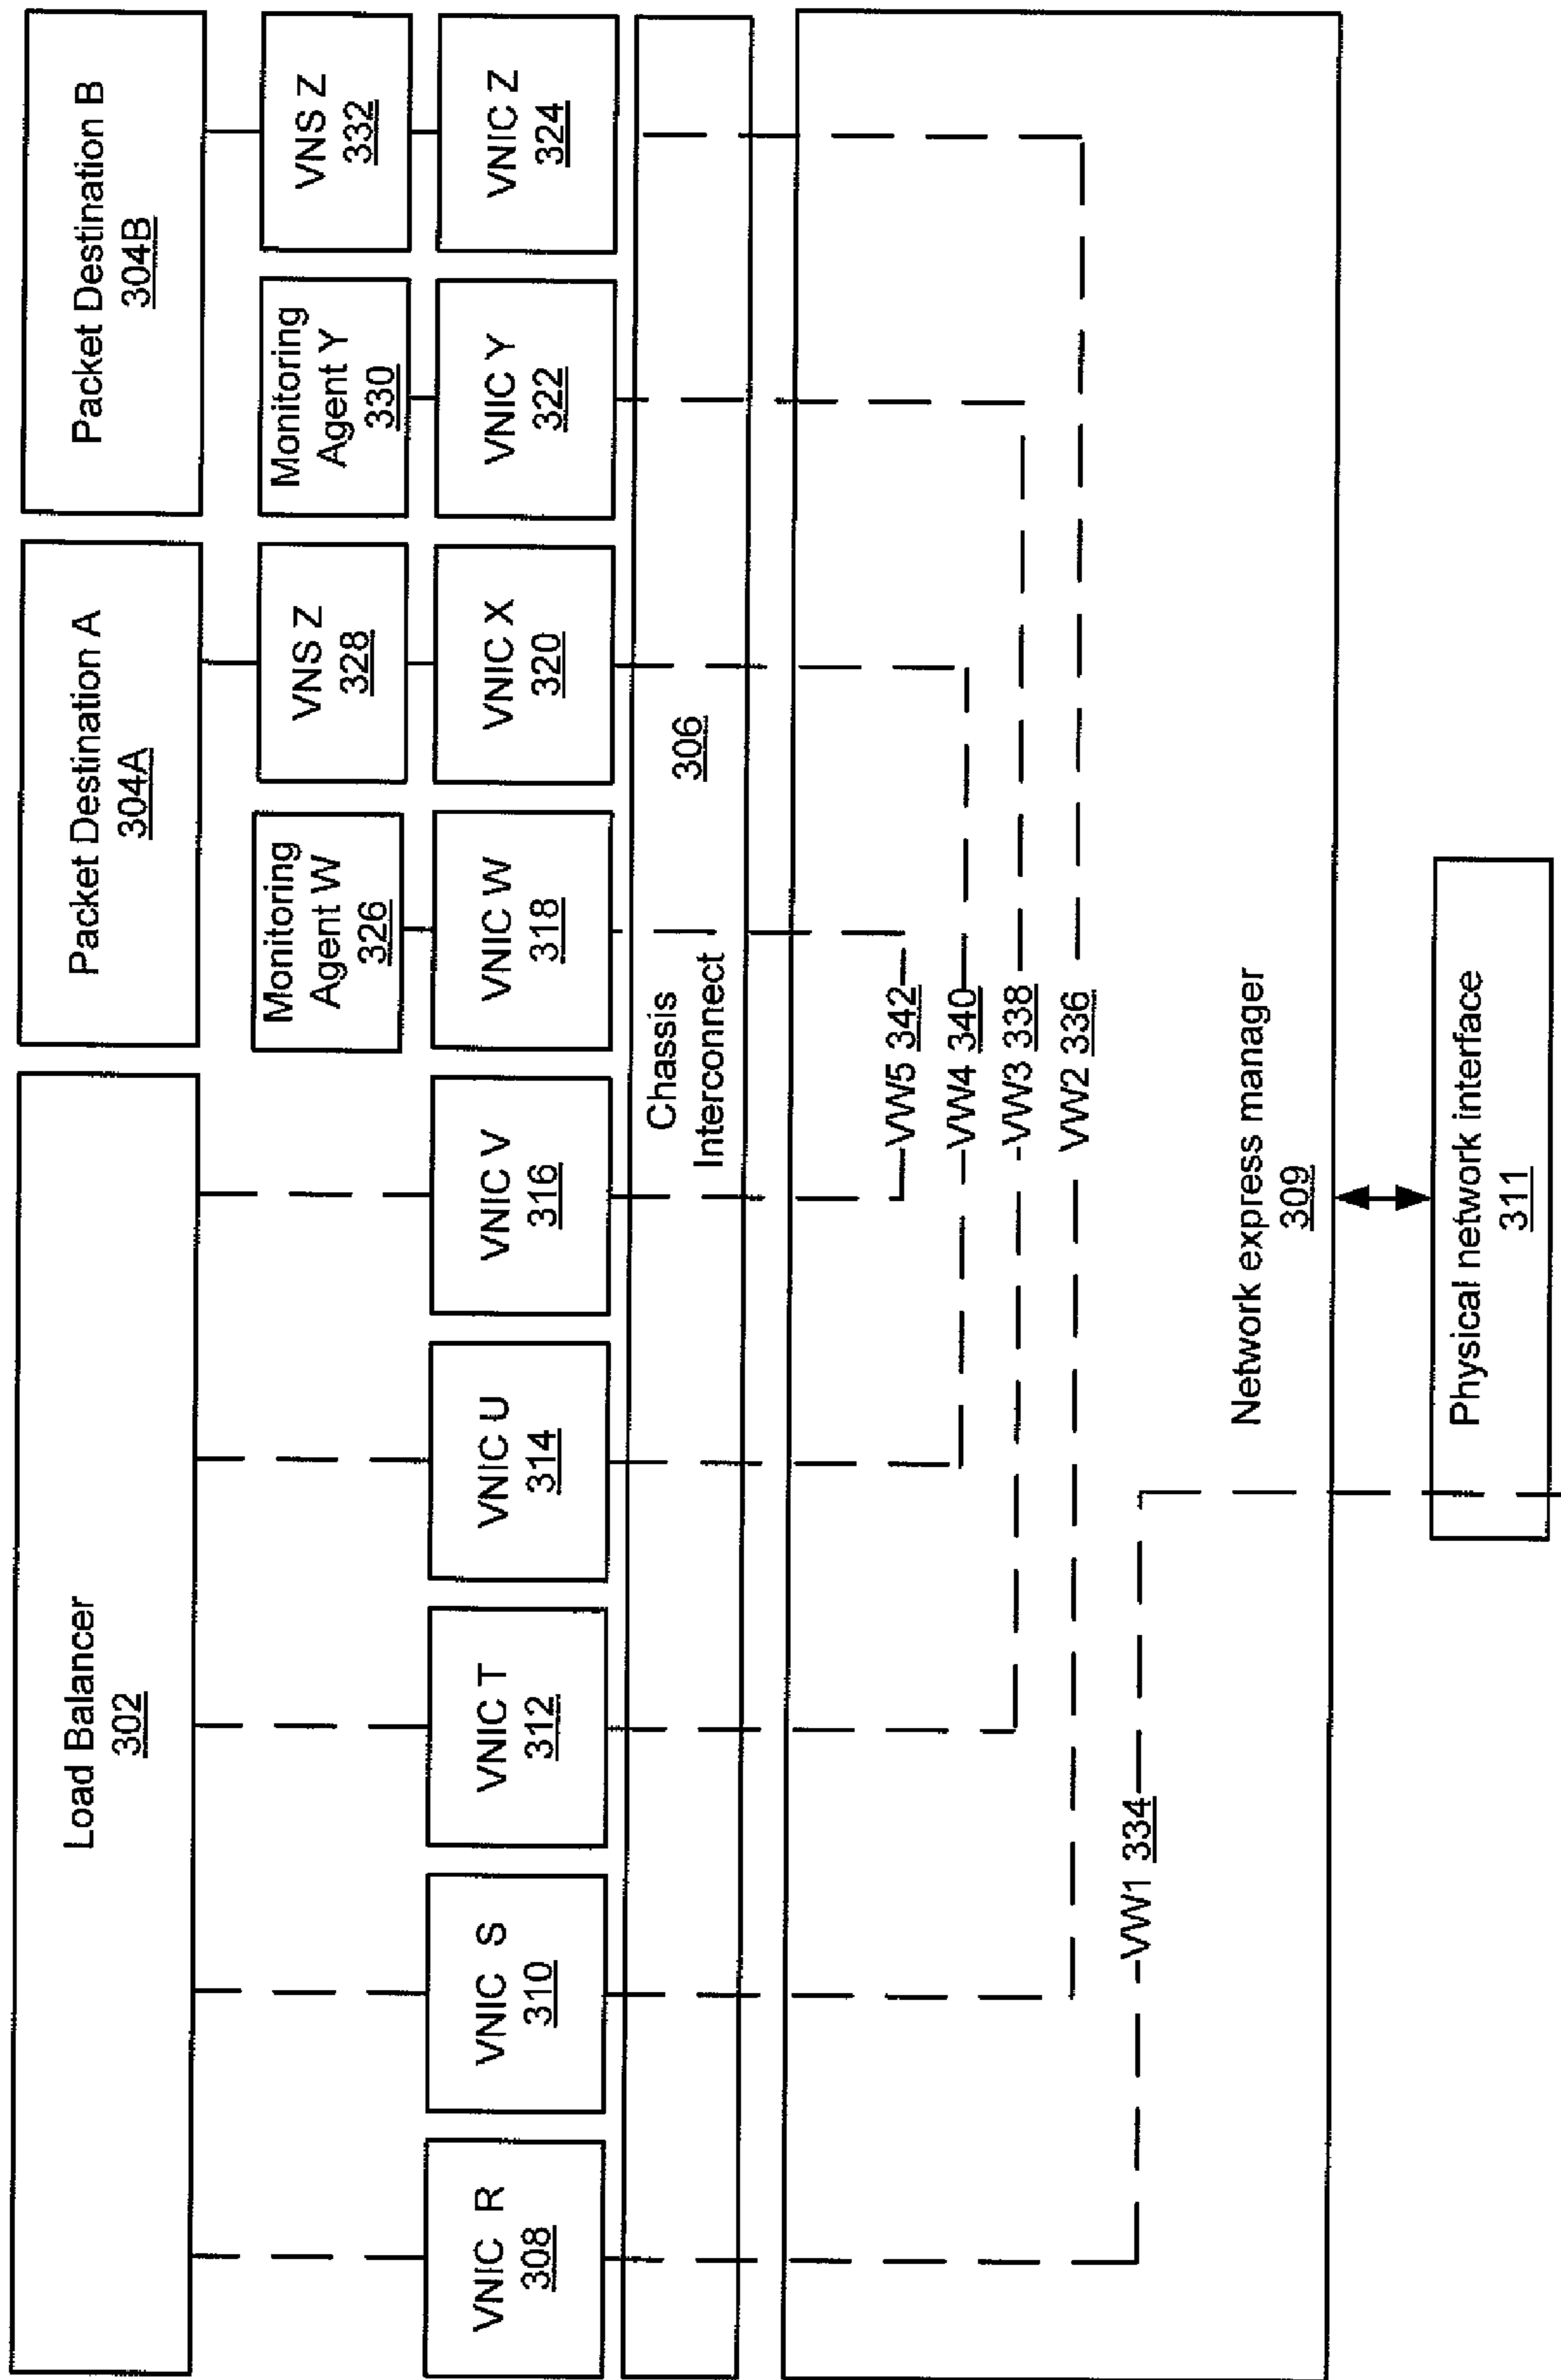 Load Balancer
302
Packet Destination A
304A
Packet Destination B
304B
Monitoring
Agent W
326
VNS Z
328
Monitoring
Agent Y
330
VNS Z
332
VNIC R
308
VNIC S
310
VNIC T
312
VNIC U
314
VNIC V
316
VNIC W
318
VNIC X
320
VNIC Y
322
VNIC Z
324
Chassis
Interconnect
306
VW5 342
VW4 340
VW3 338
VW2 336
VW1 334
Network express manager
309
Physical network interface
311